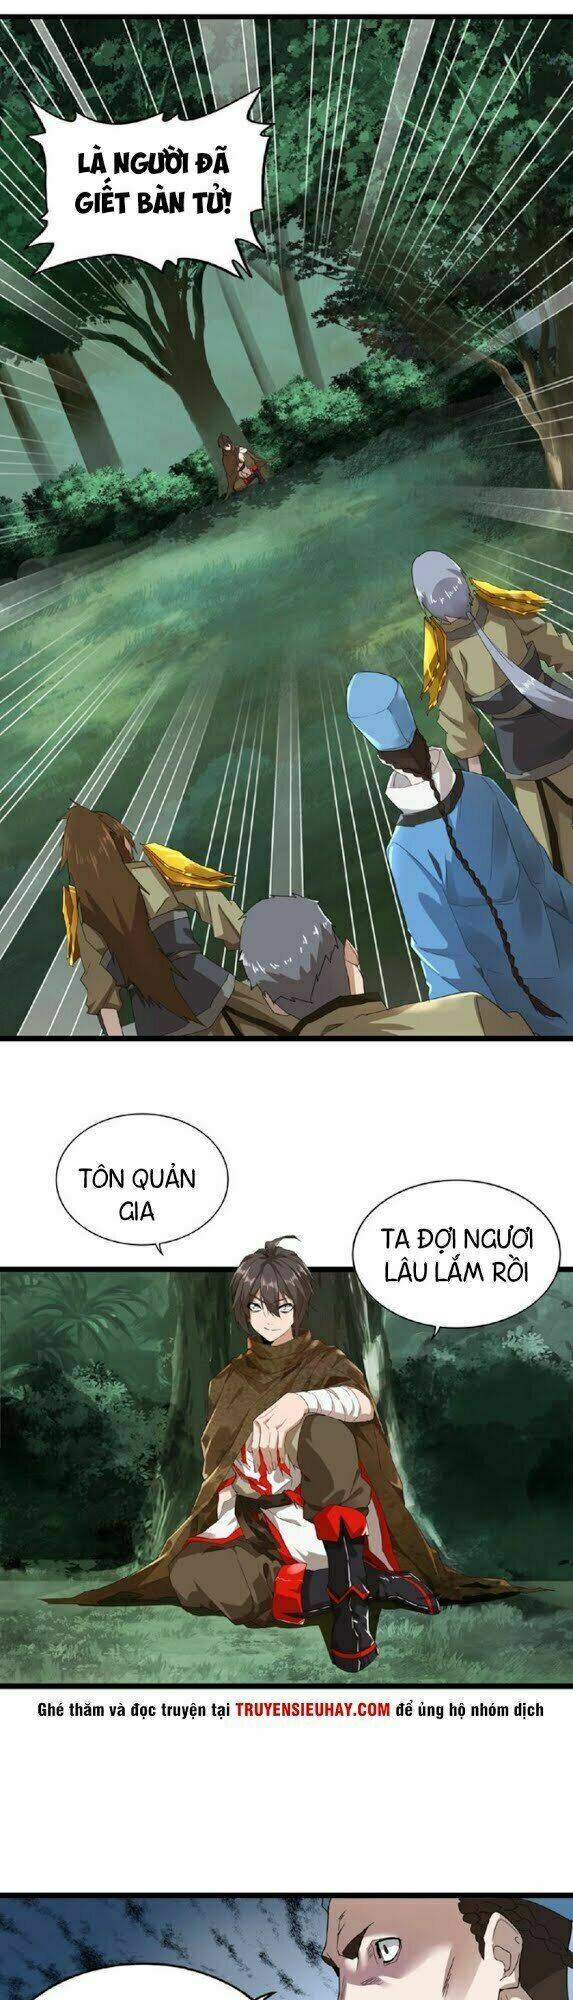 LÀ NGƯỜI ĐÃ
GIẾT BÀN TỬ!
TÔN QUẢN
GIA
TA ĐỢI NGƯƠI
LÂU LẮM RỒI
Ghé thăm và đọc truyện tại TRUYENSIEUHAY.COM để ủng hộ nhóm dịch